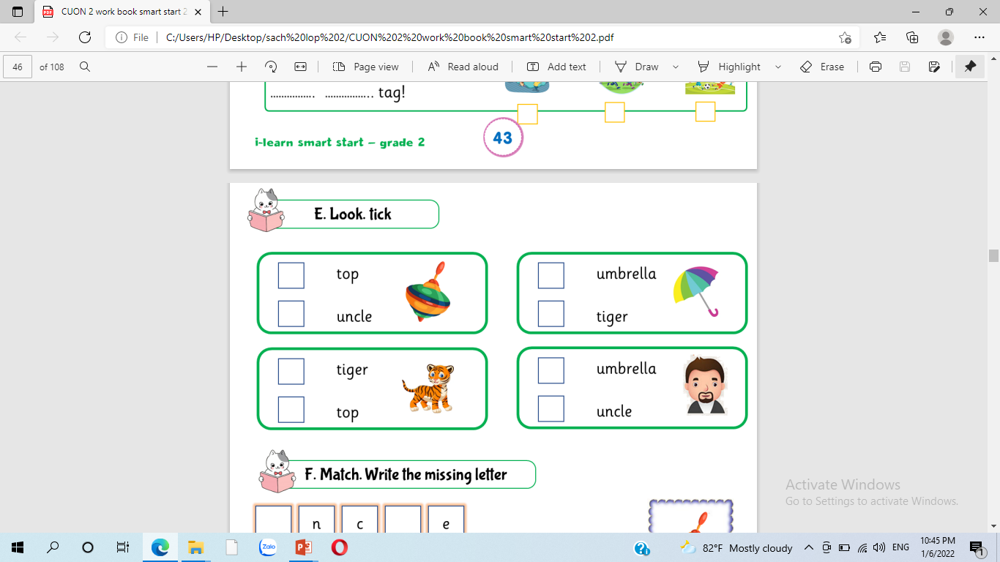 CUON 2 work book smart start 2
File C:/Users/HP/Desktop/sach%20lop%202/CUON%202%20work%20book%20smart%20start%202.pdf
46 of 108 Page view Read aloud Add text Draw Highlight Erase
................ .................. tag!
i-learn smart start – grade 2
43
E. Look. tick
top
uncle
umbrella
tiger
tiger
top
umbrella
uncle
F. Match. Write the missing letter
n c e
Activate Windows
Go to Settings to activate Windows.
Zalo
82°F Mostly cloudy
ENG
10:45 PM
1/6/2022
1